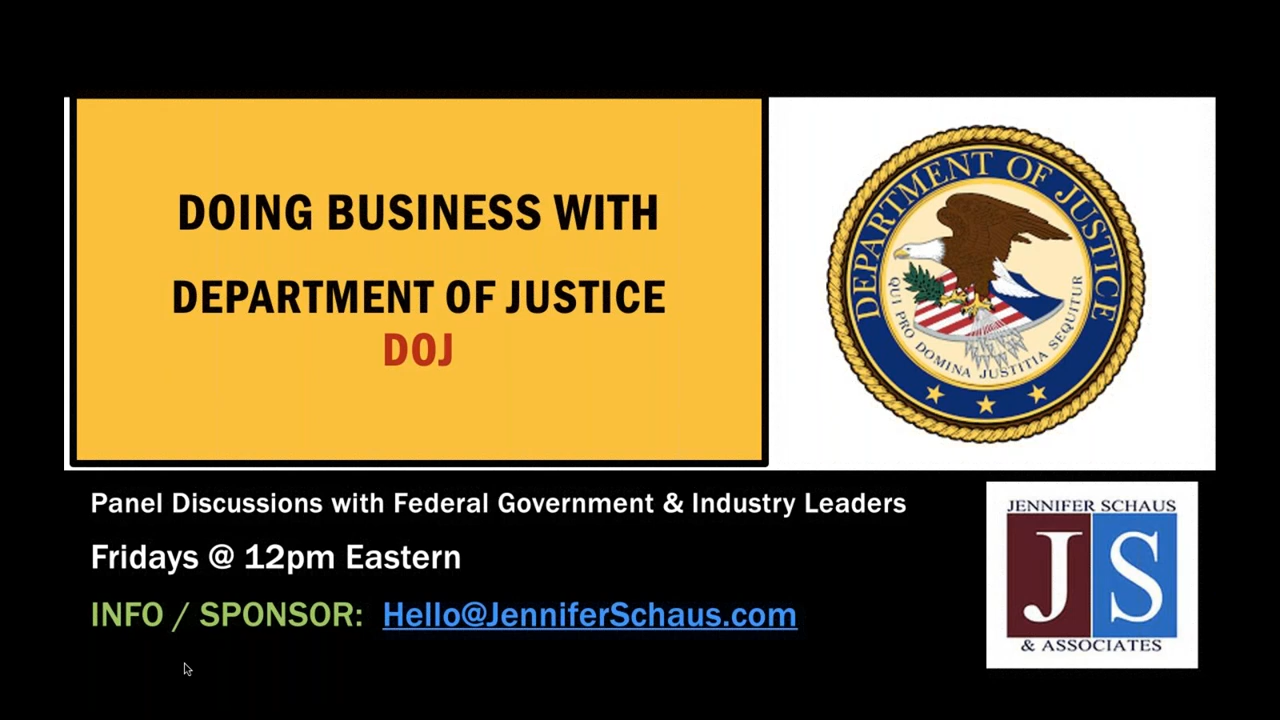 DOING BUSINESS WITH
DEPARTMENT OF JUSTICE
DOJ
DEPARTMENT OF JUSTICE
QUI PRO DOMINA JUSTITIA SEQUITUR
Panel Discussions with Federal Government & Industry Leaders
Fridays @ 12pm Eastern
INFO / SPONSOR: Hello@JenniferSchaus.com
JENNIFER SCHAUS
JS
& ASSOCIATES